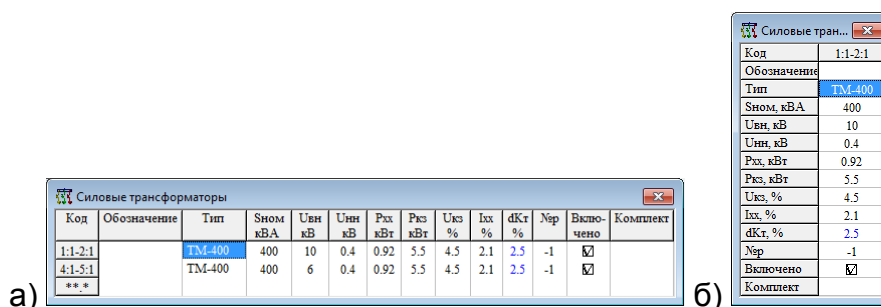 Силовые трансформаторы
Код Обозначение Тип Sном кВА Uвн кВ Uнн кВ Pхх кВт Pкз кВт Uкз % Iхх % dКт % №p Вклю-чено Комплект
1:1-2:1 ТМ-400 400 10 0.4 0.92 5.5 4.5 2.1 2.5 -1
4:1-5:1 ТМ-400 400 6 0.4 0.92 5.5 4.5 2.1 2.5 -1
**.*
а)
Силовые тран...
Код 1:1-2:1
Обозначение
Тип ТМ-400
Sном, кВА 400
Uвн, кВ 10
Uнн, кВ 0.4
Pхх, кВт 0.92
Pкз, кВт 5.5
Uкз, % 4.5
Iхх, % 2.1
dКт, % 2.5
№p -1
Включено
Комплект
б)